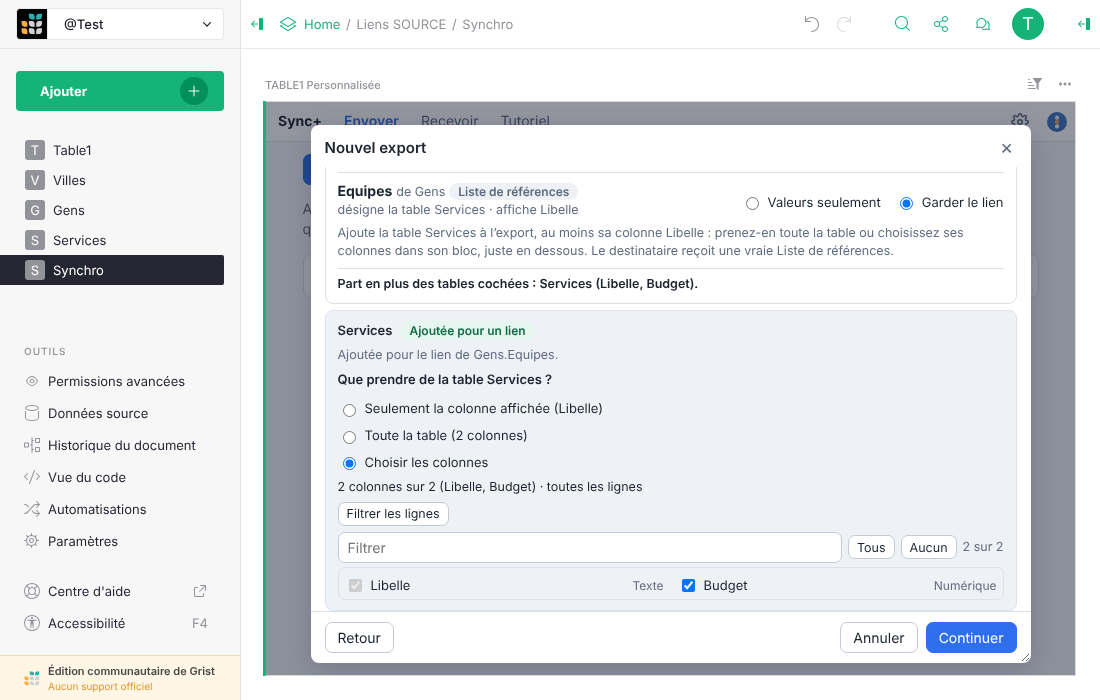 @Test
Home / Liens SOURCE / Synchro
T
Ajouter
T Table1
V Villes
G Gens
S Services
S Synchro
OUTILS
Permissions avancées
Données source
Historique du document
Vue du code
Automatisations
Paramètres
Centre d'aide
Accessibilité F4
Édition communautaire de Grist
Aucun support officiel
TABLE1 Personnalisée
Sync+ Envoyer Recevoir Tutoriel
Nouvel export
Equipes de Gens Liste de références
désigne la table Services · affiche Libelle
Valeurs seulement Garder le lien
Ajoute la table Services à l’export, au moins sa colonne Libelle : prenez-en toute la table ou choisissez ses
colonnes dans son bloc, juste en dessous. Le destinataire reçoit une vraie Liste de références.
Part en plus des tables cochées : Services (Libelle, Budget).
Services Ajoutée pour un lien
Ajoutée pour le lien de Gens.Equipes.
Que prendre de la table Services ?
Seulement la colonne affichée (Libelle)
Toute la table (2 colonnes)
Choisir les colonnes
2 colonnes sur 2 (Libelle, Budget) · toutes les lignes
Filtrer les lignes
Filtrer Tous Aucun 2 sur 2
Libelle Texte Budget Numérique
Retour Annuler Continuer